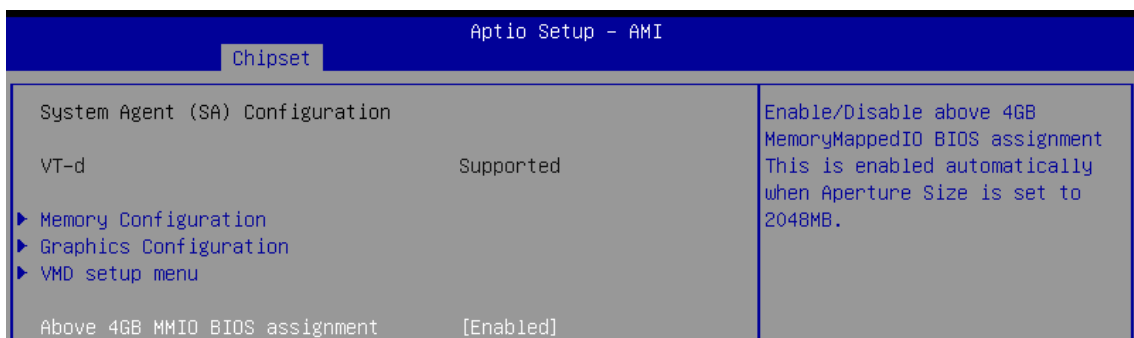 Aptio Setup – AMI
Chipset
System Agent (SA) Configuration
VT-d Supported
Memory Configuration
Graphics Configuration
VMD setup menu
Above 4GB MMIO BIOS assignment [Enabled]
Enable/Disable above 4GB
MemoryMappedIO BIOS assignment
This is enabled automatically
when Aperture Size is set to
2048MB.